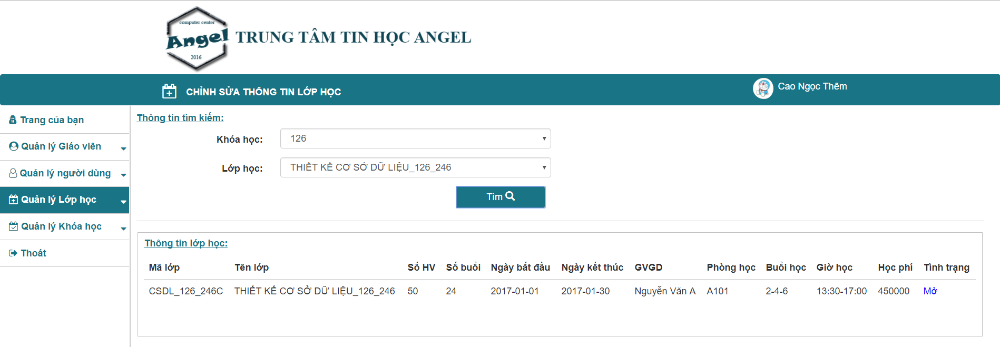 computer center
Angel
2016
TRUNG TÂM TIN HỌC ANGEL
CHỈNH SỬA THÔNG TIN LỚP HỌC
Cao Ngọc Thêm
Trang của bạn
Quản lý Giáo viên
Quản lý người dùng
Quản lý Lớp học
Quản lý Khóa học
Thoát
Thông tin tìm kiếm:
Khóa học: 126
Lớp học: THIẾT KẾ CƠ SỞ DỮ LIỆU_126_246
Tìm
Thông tin lớp học:
Mã lớp Tên lớp Số HV Số buổi Ngày bắt đầu Ngày kết thúc GVGD Phòng học Buổi học Giờ học Học phí Tình trạng
CSDL_126_246C THIẾT KẾ CƠ SỞ DỮ LIỆU_126_246 50 24 2017-01-01 2017-01-30 Nguyễn Văn A A101 2-4-6 13:30-17:00 450000 Mở